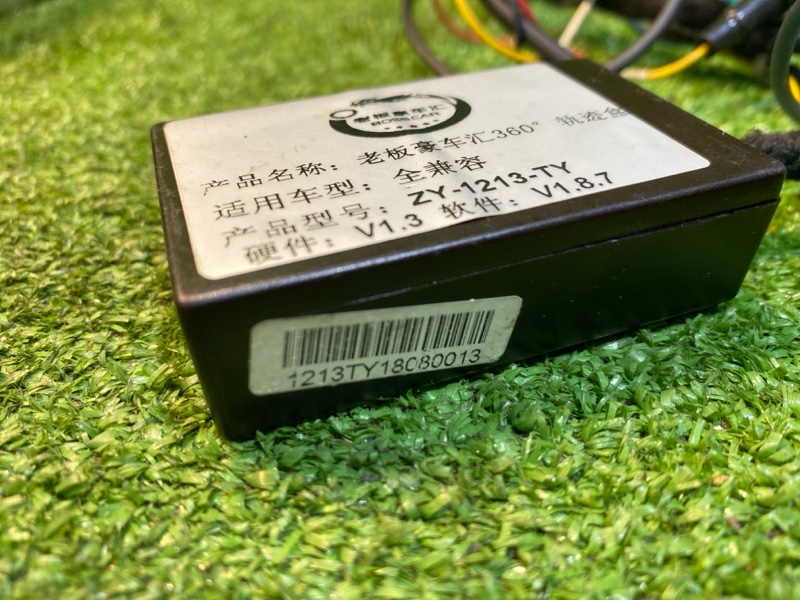 老板豪车汇
BOSSCAR
产品名称：老板豪车汇360° 轨迹盒
适用车型：全兼容
产品型号：ZY-1213-TY
硬件：V1.3 软件：V1.8.7
1213TY18080013